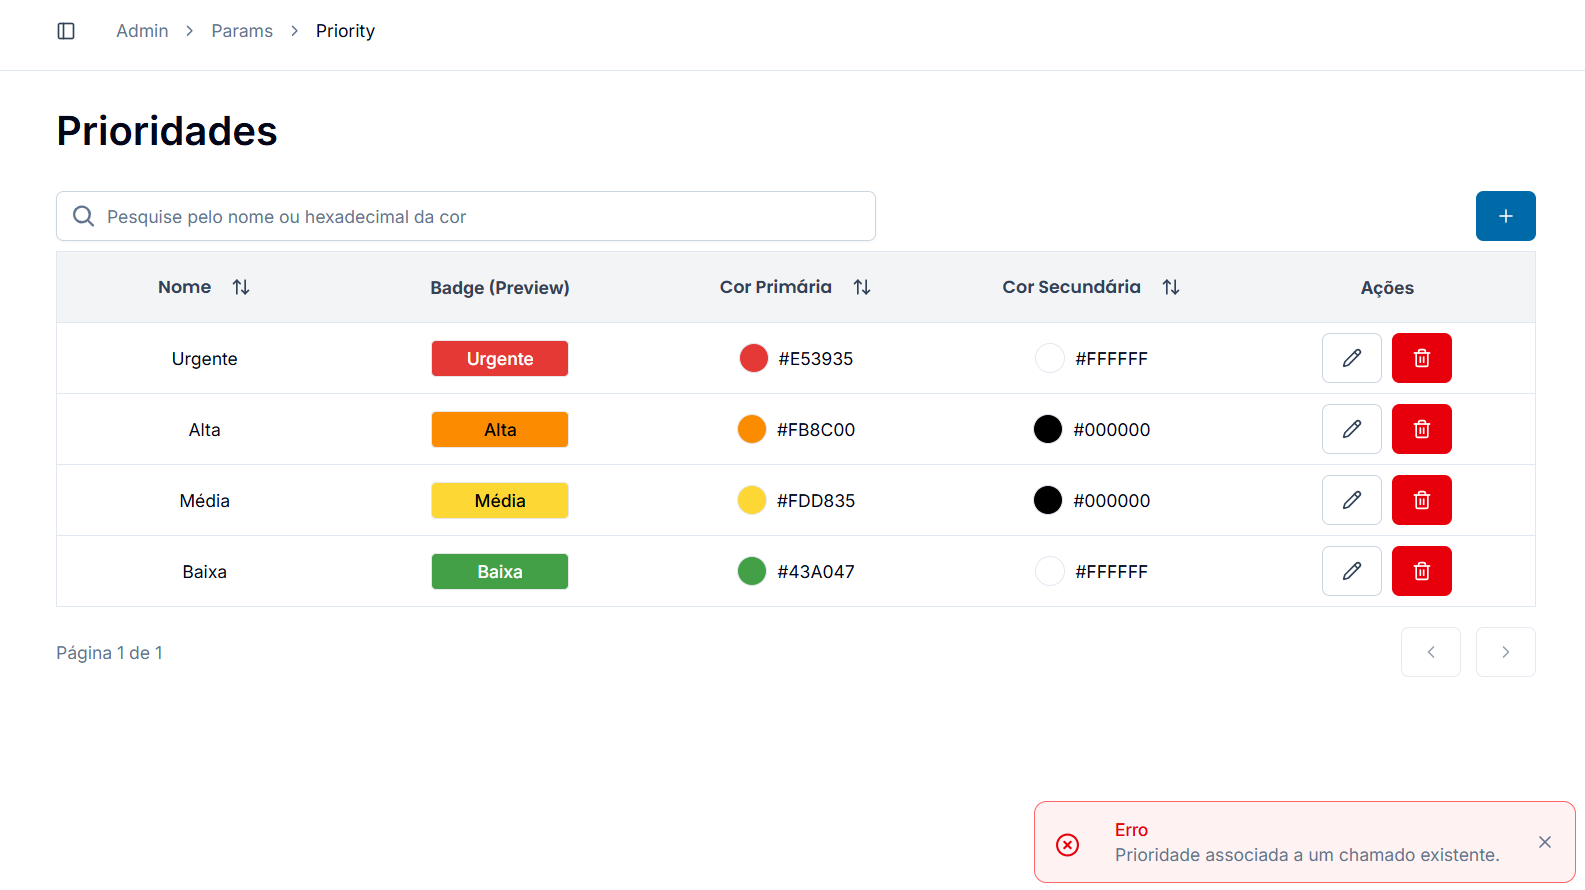 Admin > Params > Priority
Prioridades
Pesquise pelo nome ou hexadecimal da cor
+
Nome Badge (Preview) Cor Primária Cor Secundária Ações
Urgente Urgente #E53935 #FFFFFF
Alta Alta #FB8C00 #000000
Média Média #FDD835 #000000
Baixa Baixa #43A047 #FFFFFF
Página 1 de 1
Erro
Prioridade associada a um chamado existente.